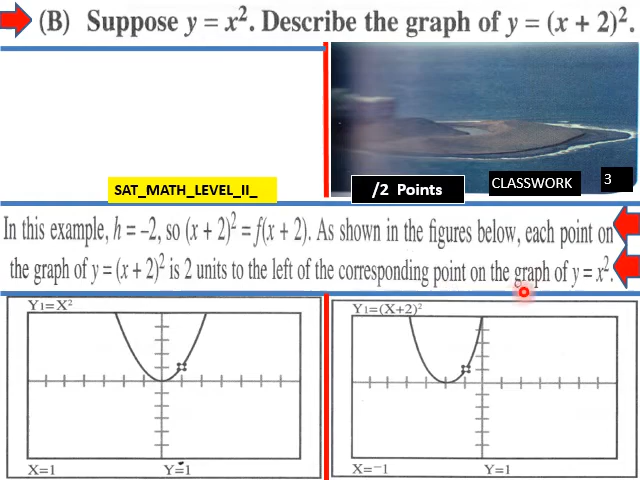 (B) Suppose y = x². Describe the graph of y = (x + 2)².
SAT_MATH_LEVEL_II_
/2 Points
CLASSWORK
3
In this example, h = –2, so (x + 2)² = f(x + 2). As shown in the figures below, each point on
the graph of y = (x + 2)² is 2 units to the left of the corresponding point on the graph of y = x².
Y1=X²
X=1 Y=1
Y1=(X+2)²
X=-1 Y=1